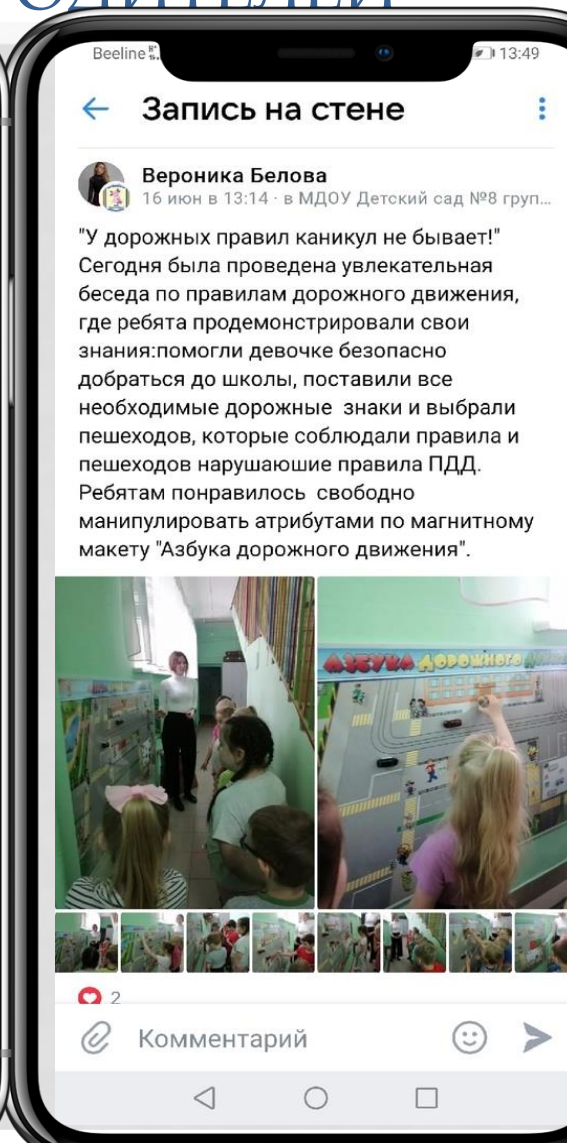 Beeline
13:49
Запись на стене
Вероника Белова
16 июн в 13:14 · в МДОУ Детский сад №8 груп...
"У дорожных правил каникул не бывает!"
Сегодня была проведена увлекательная
беседа по правилам дорожного движения,
где ребята продемонстрировали свои
знания:помогли девочке безопасно
добраться до школы, поставили все
необходимые дорожные знаки и выбрали
пешеходов, которые соблюдали правила и
пешеходов нарушаюшие правила ПДД.
Ребятам понравилось свободно
манипулировать атрибутами по магнитному
макету "Азбука дорожного движения".
АЗБУКА ДОРОЖНОГО
2
Комментарий